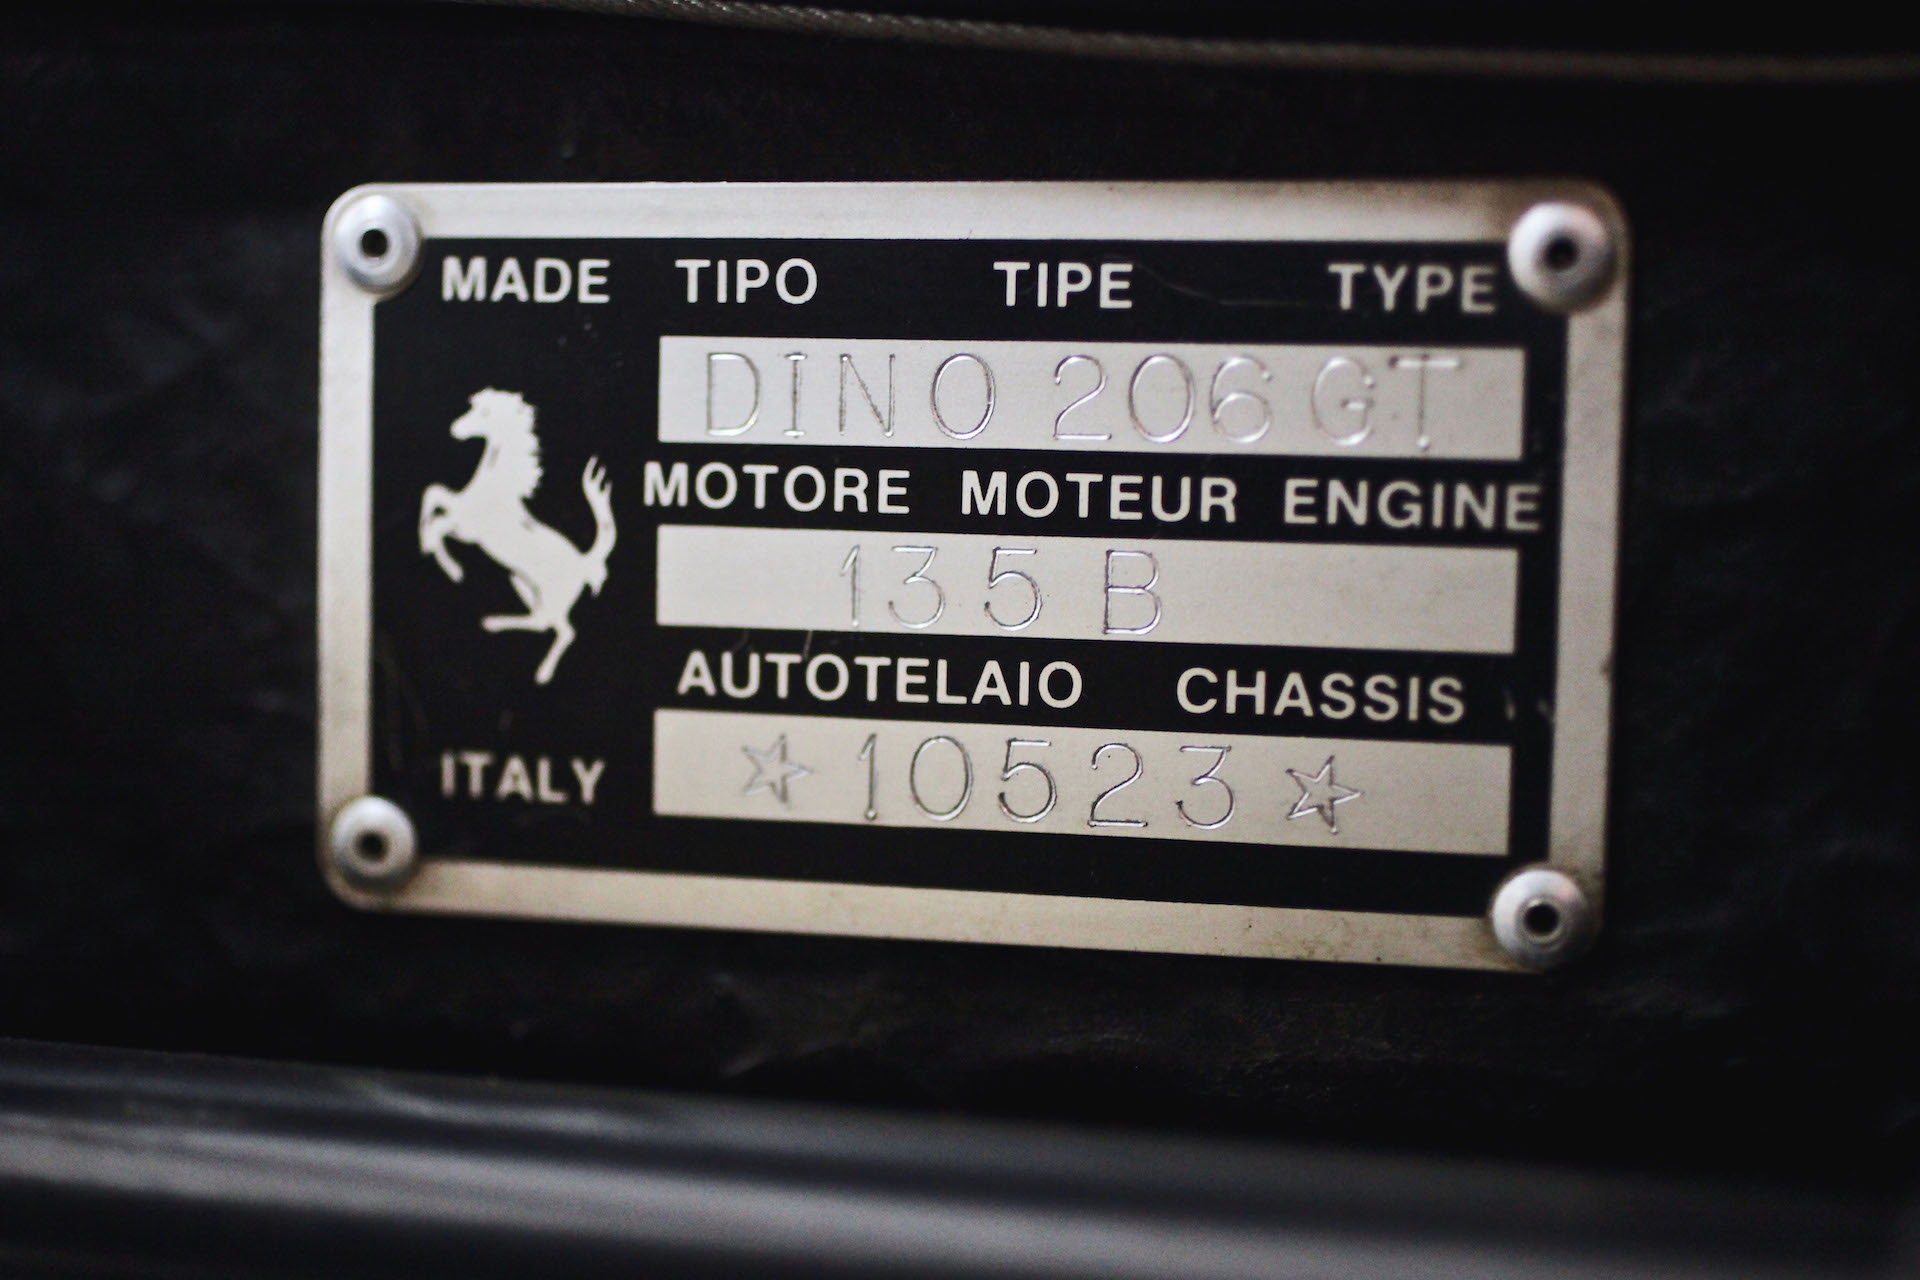 MADE TIPO TIPE TYPE
DINO 206 GT
MOTORE MOTEUR ENGINE
135 B
AUTOTELAIO CHASSIS
ITALY ☆10523☆